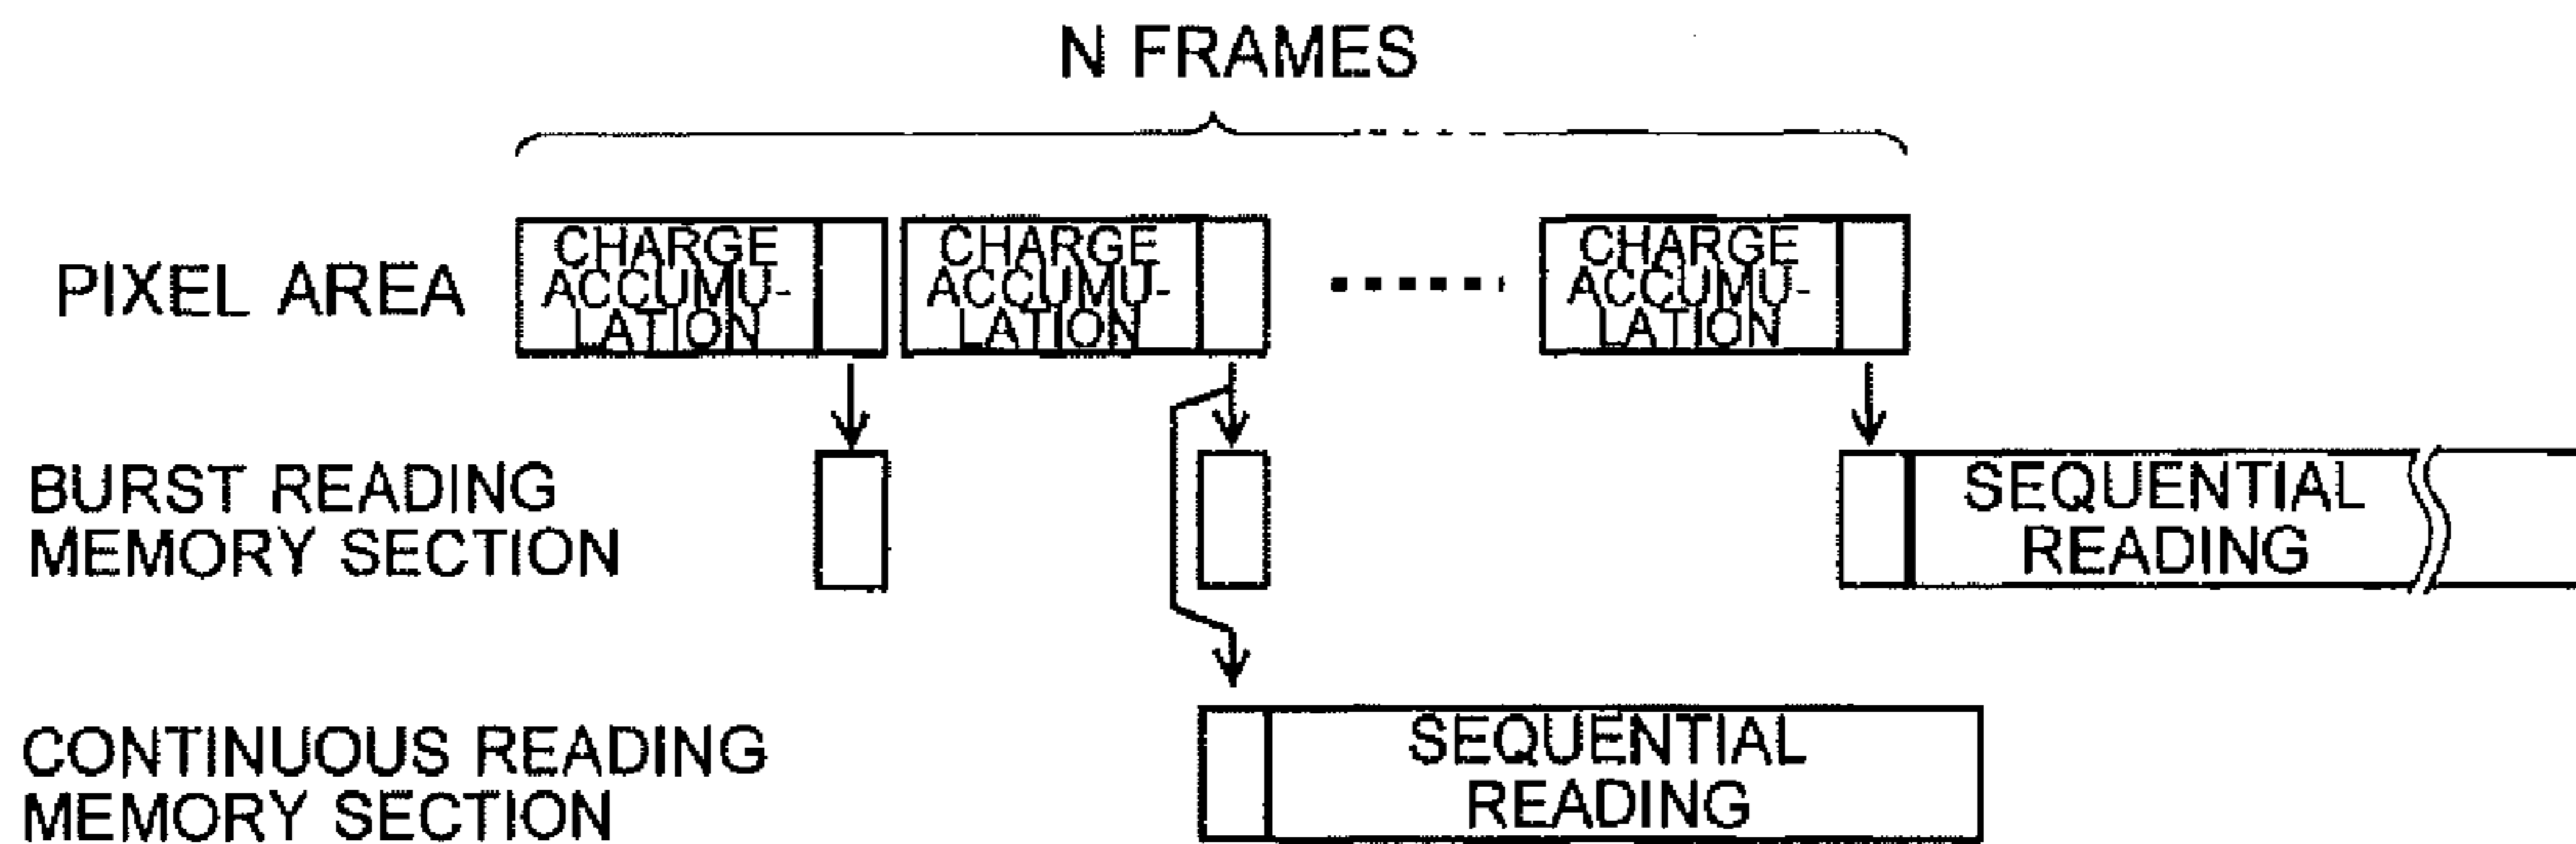 N FRAMES
PIXEL AREA
CHARGE
ACCUMU-
LATION
CHARGE
ACCUMU-
LATION
CHARGE
ACCUMU-
LATION
BURST READING
MEMORY SECTION
SEQUENTIAL
READING
CONTINUOUS READING
MEMORY SECTION
SEQUENTIAL
READING